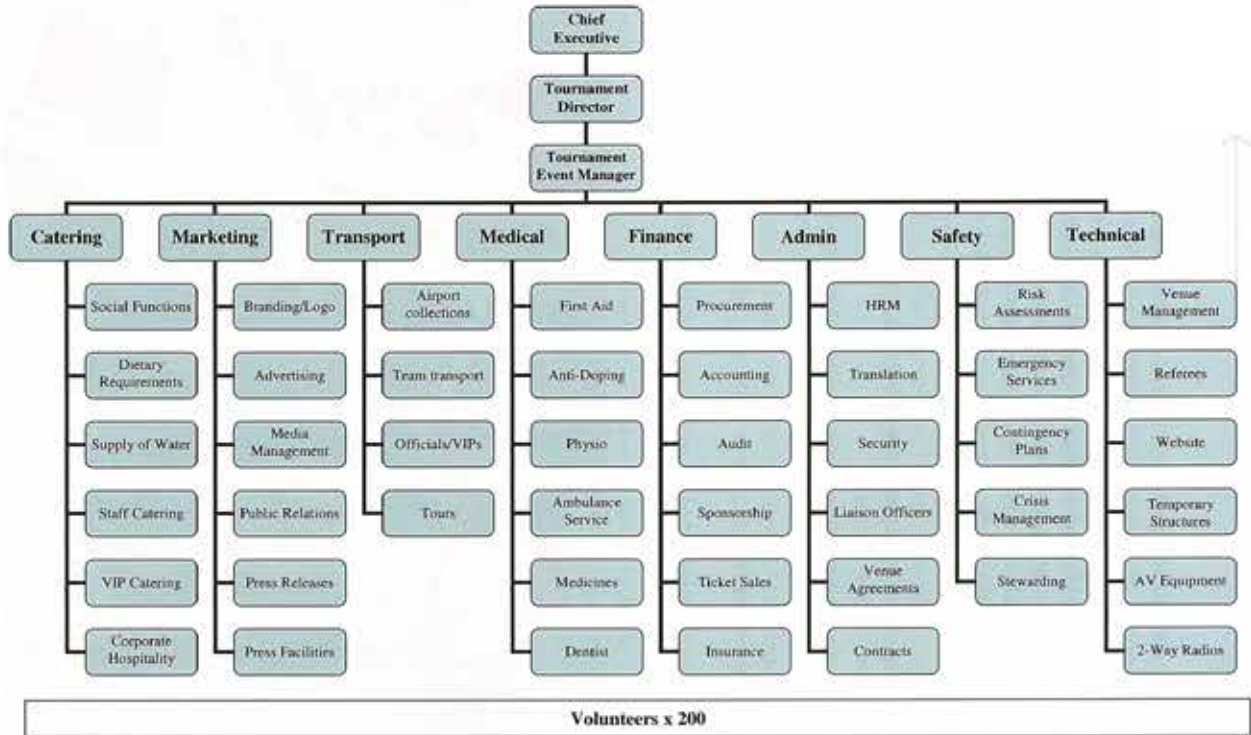 Chief
Executive
Tournament
Director
Tournament
Event Manager
Catering
Marketing
Transport
Medical
Finance
Admin
Safety
Technical
Social Functions
Dietary
Requirements
Supply of Water
Staff Catering
VIP Catering
Corporate
Hospitality
Branding/Logo
Advertising
Media
Management
Public Relations
Press Releases
Press Facilities
Airport
collections
Team transport
Officials/VIPs
Tours
First Aid
Anti-Doping
Physio
Ambulance
Service
Medicines
Dentist
Procurement
Accounting
Audit
Sponsorship
Ticket Sales
Insurance
HRM
Translation
Security
Liaison Officers
Venue
Agreements
Contracts
Risk
Assessments
Emergency
Services
Contingency
Plans
Crisis
Management
Stewarding
Venue
Management
Referees
Website
Temporary
Structures
AV Equipment
2-Way Radios
Volunteers x 200